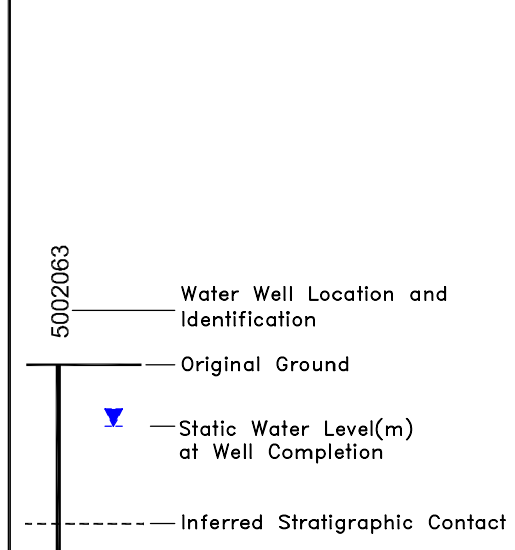 5002063
Water Well Location and
Identification
Original Ground
Static Water Level(m)
at Well Completion
Inferred Stratigraphic Contact